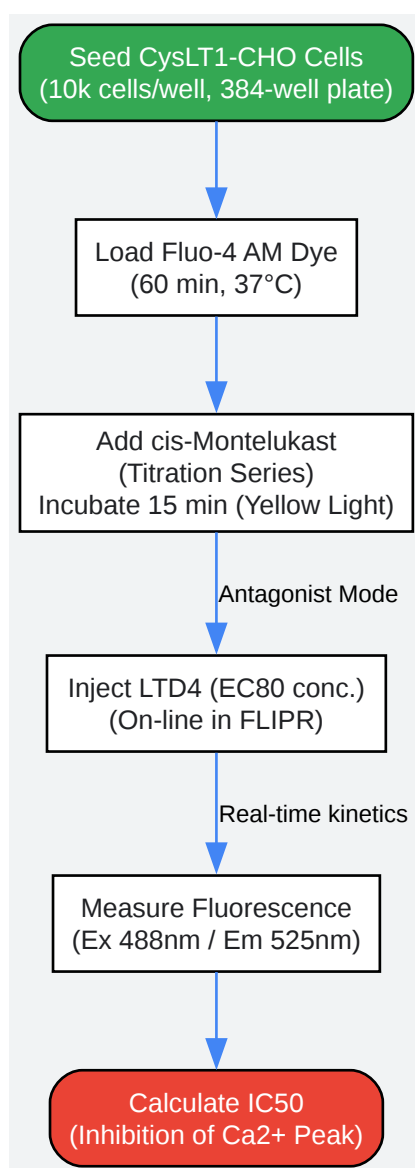 Seed CysLT1-CHO Cells
(10k cells/well, 384-well plate)
Load Fluo-4 AM Dye
(60 min, 37°C)
Add cis-Montelukast
(Titration Series)
Incubate 15 min (Yellow Light)
Antagonist Mode
Inject LTD4 (EC80 conc.)
(On-line in FLIPR)
Real-time kinetics
Measure Fluorescence
(Ex 488nm / Em 525nm)
Calculate IC50
(Inhibition of Ca2+ Peak)